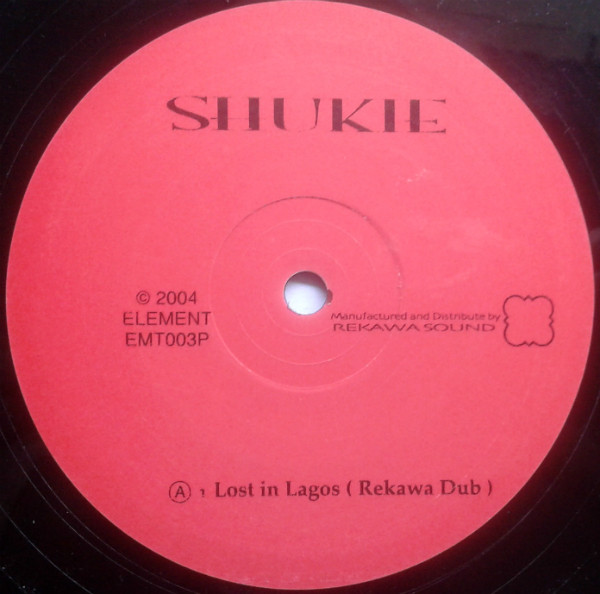 SHUKIE
© 2004
ELEMENT
EMT003P
Manufactured and Distribute by
REKAWA SOUND
A 1 Lost in Lagos ( Rekawa Dub )